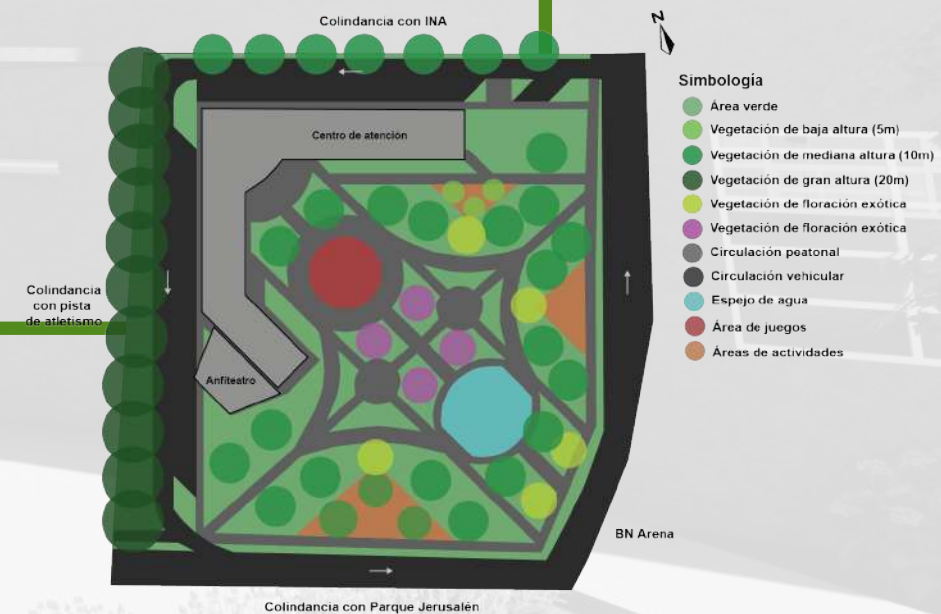 Colindancia con INA
N
Simbología
Área verde
Vegetación de baja altura (5m)
Vegetación de mediana altura (10m)
Vegetación de gran altura (20m)
Vegetación de floración exótica
Vegetación de floración exótica
Circulación peatonal
Circulación vehicular
Espejo de agua
Área de juegos
Áreas de actividades
Centro de atención
Colindancia
con pista
de atletismo
Anfiteatro
BN Arena
Colindancia con Parque Jerusalén